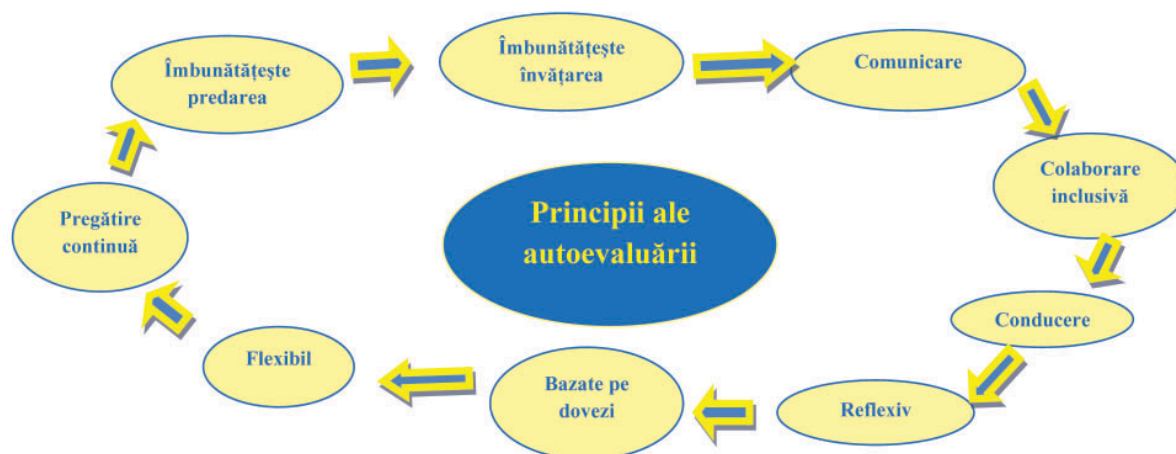 Îmbunătățește
predarea
Îmbunătățește
învățarea
Comunicare
Colaborare
inclusivă
Conducere
Reflexiv
Bazate pe
dovezi
Flexibil
Pregătire
continuă
Principii ale
autoevaluării